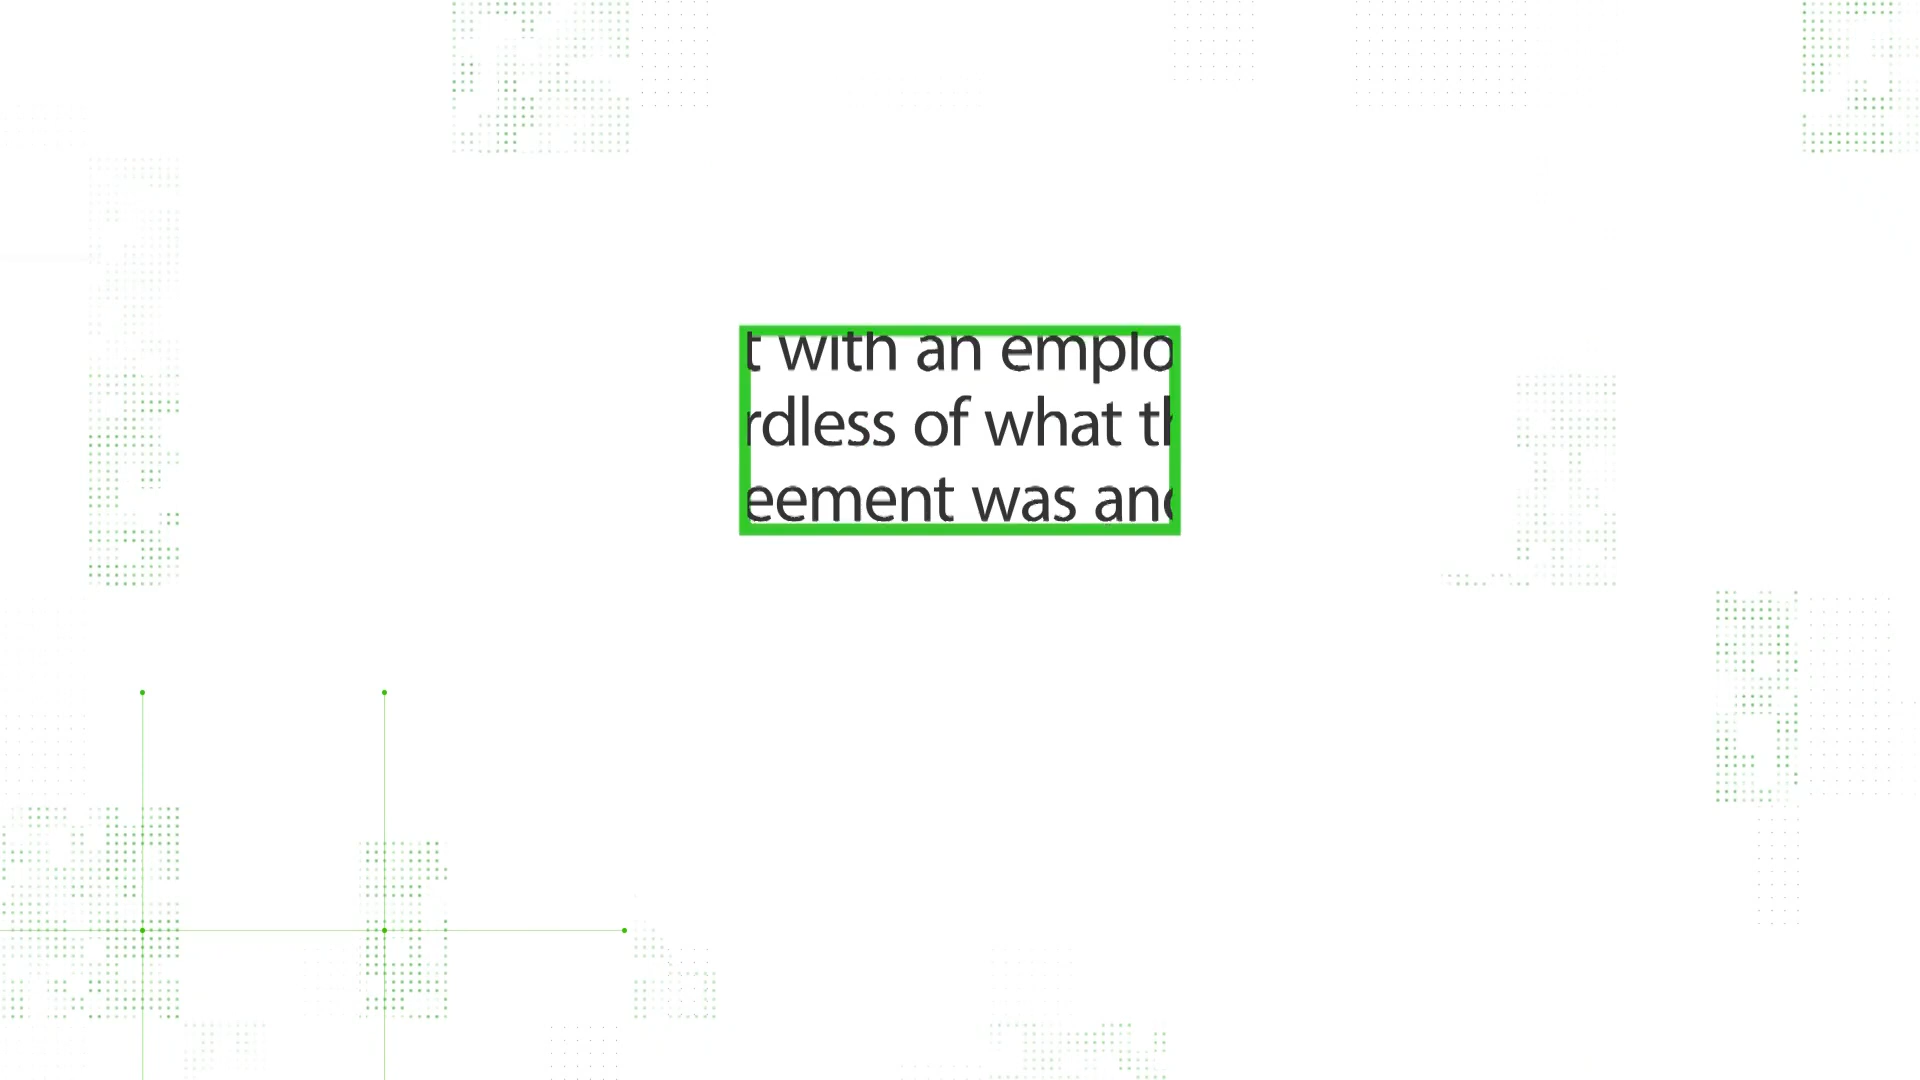 t with an emplo
rdless of what th
eement was and